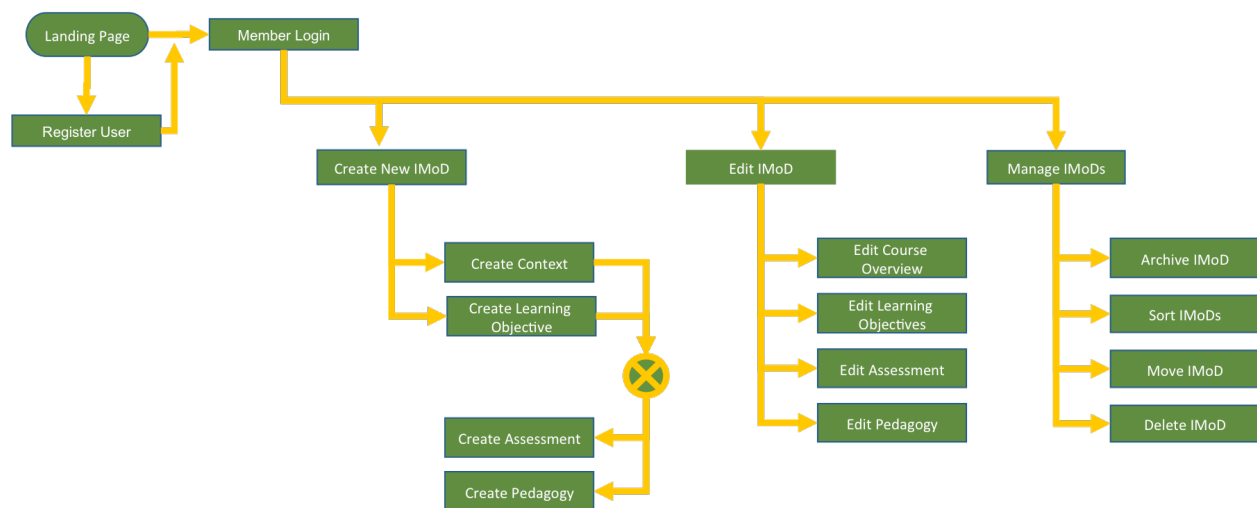 Landing Page
Member Login
Register User
Create New IMoD
Edit IMoD
Manage IMoDs
Create Context
Create Learning
Objective
Create Assessment
Create Pedagogy
Edit Course
Overview
Edit Learning
Objectives
Edit Assessment
Edit Pedagogy
Archive IMoD
Sort IMoDs
Move IMoD
Delete IMoD